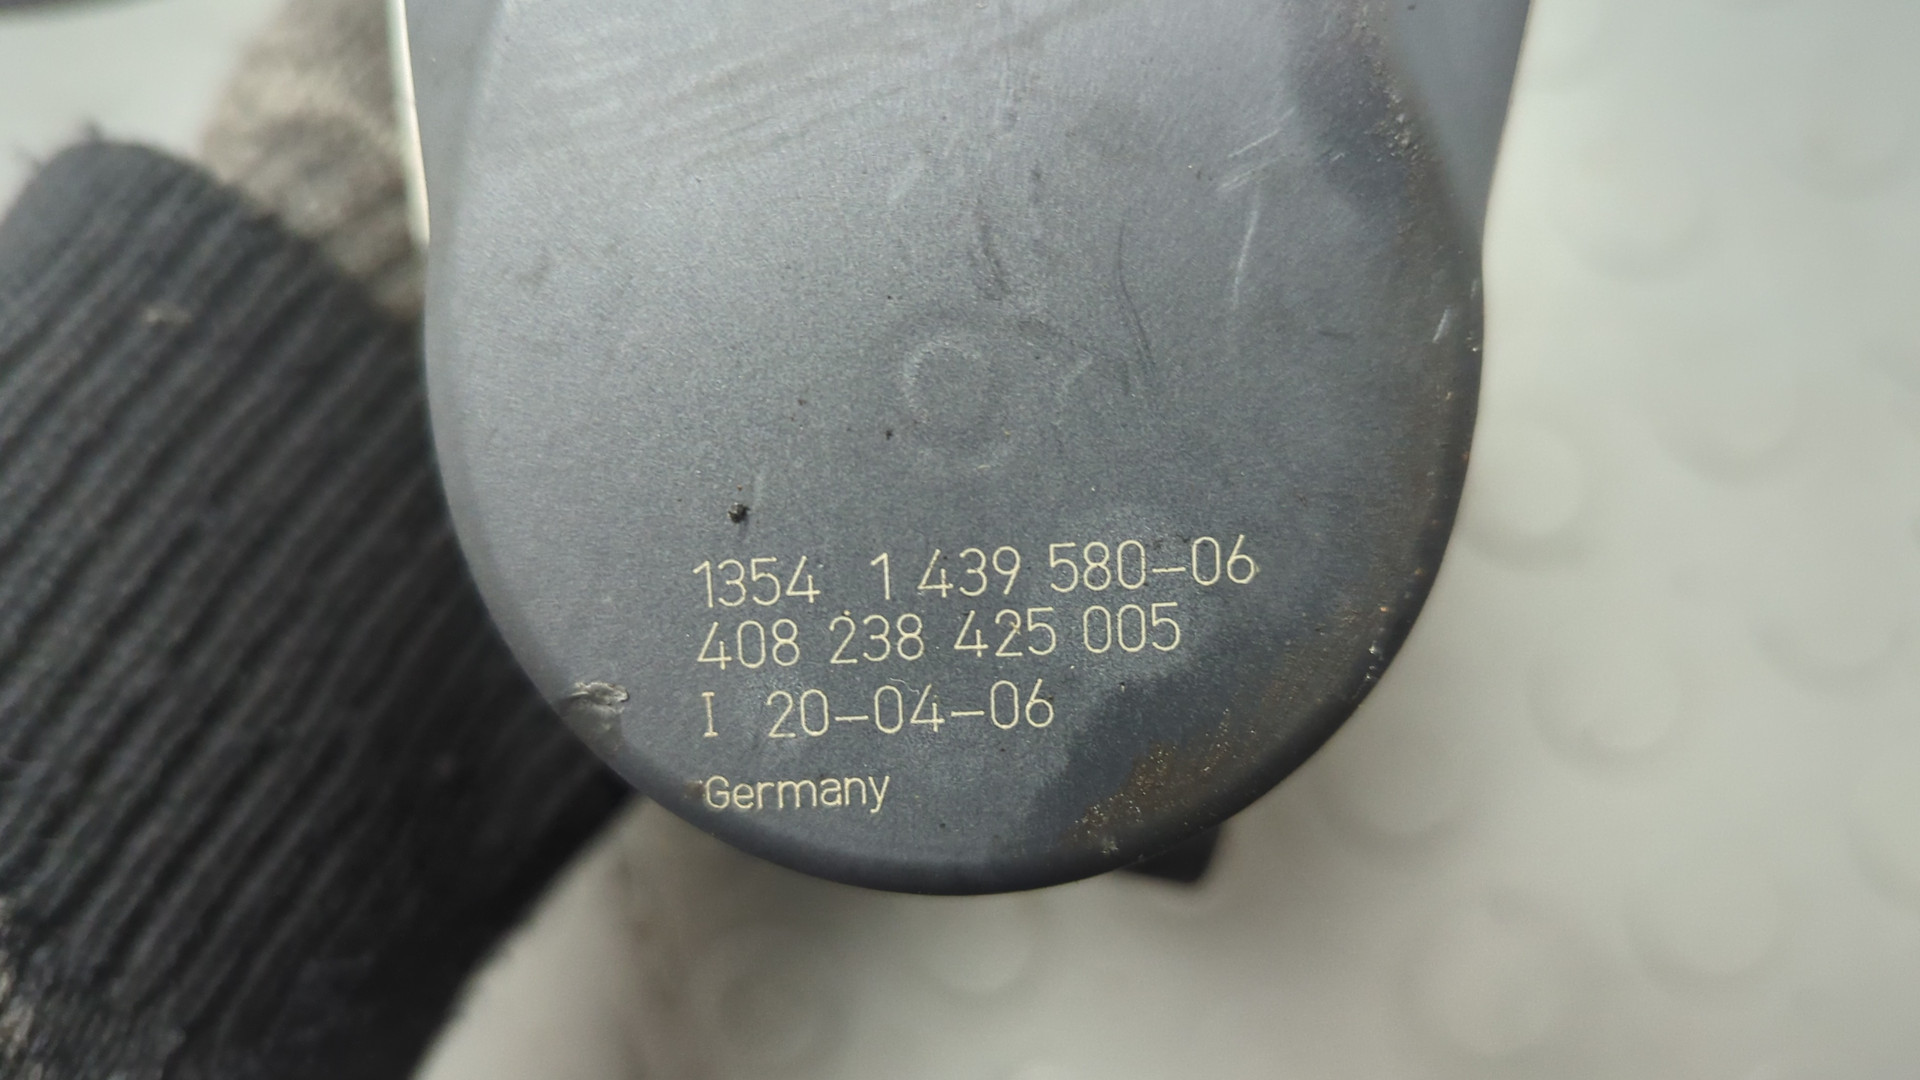 1354 1 439 580-06
408 238 425 005
I 20-04-06
Germany